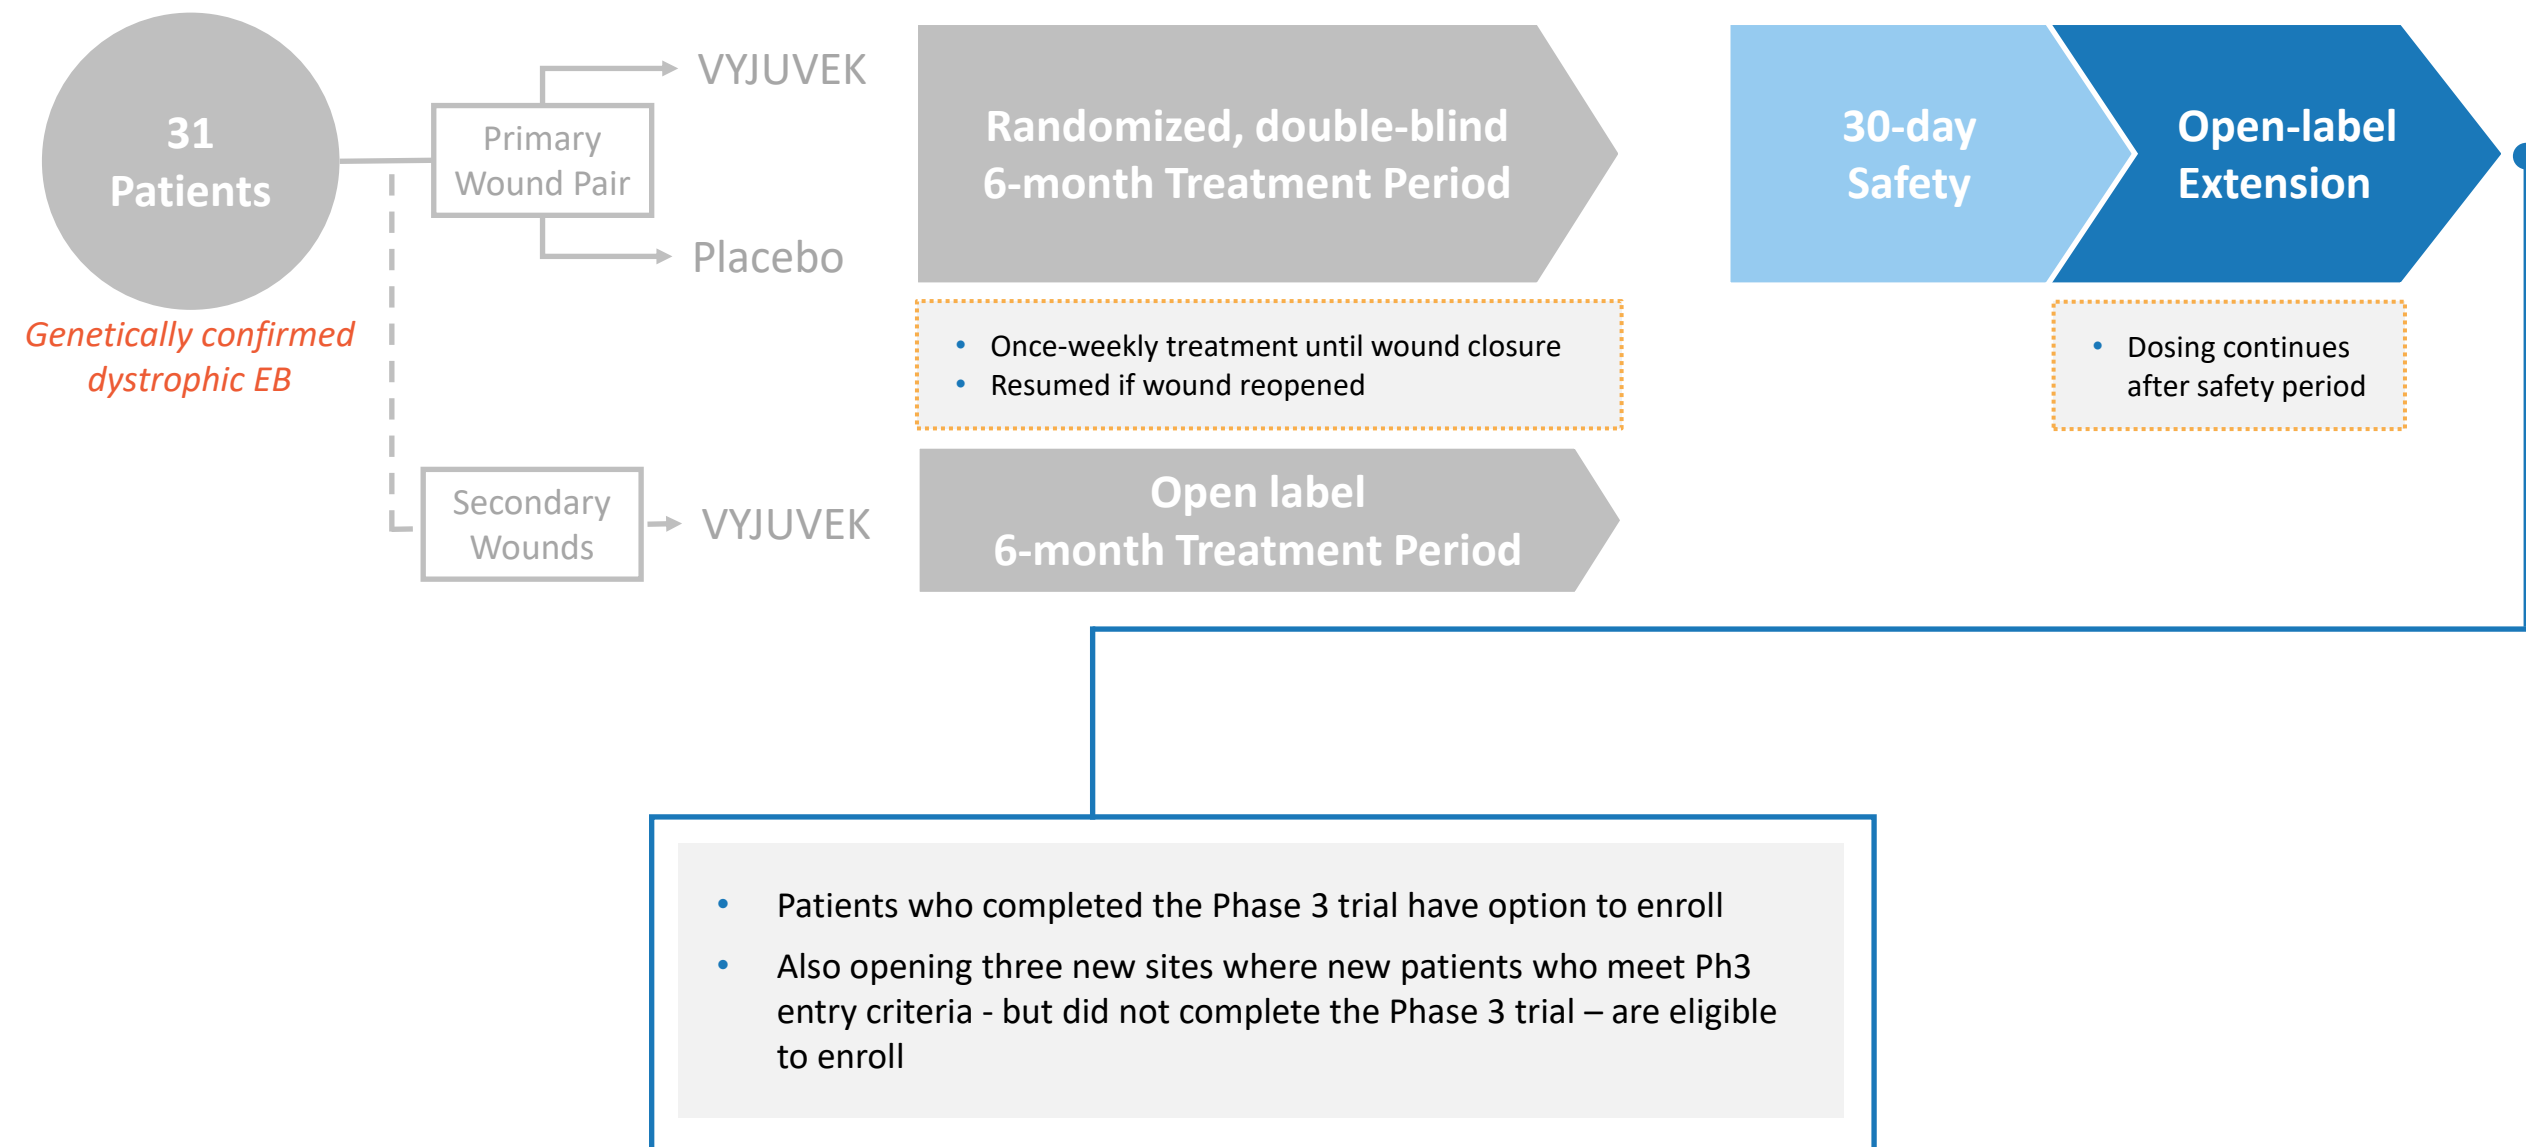 31
Patients
Genetically confirmed
dystrophic EB
Primary
Wound Pair
VYJUVEK
Placebo
Randomized, double-blind
6-month Treatment Period
30-day
Safety
Open-label
Extension
• Once-weekly treatment until wound closure
• Resumed if wound reopened
• Dosing continues
after safety period
Secondary
Wounds
VYJUVEK
Open label
6-month Treatment Period
• Patients who completed the Phase 3 trial have option to enroll
• Also opening three new sites where new patients who meet Ph3
entry criteria - but did not complete the Phase 3 trial – are eligible
to enroll